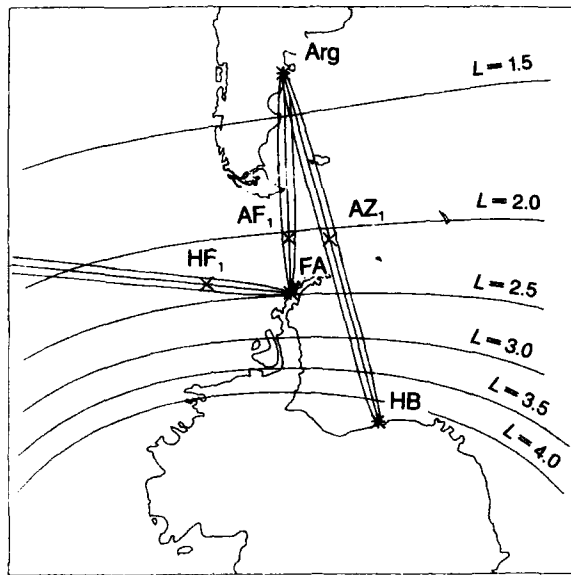 Arg
L = 1.5
AF₁
AZ₁
L = 2.0
HF₁
FA
L = 2.5
L = 3.0
L = 3.5
HB
L = 4.0